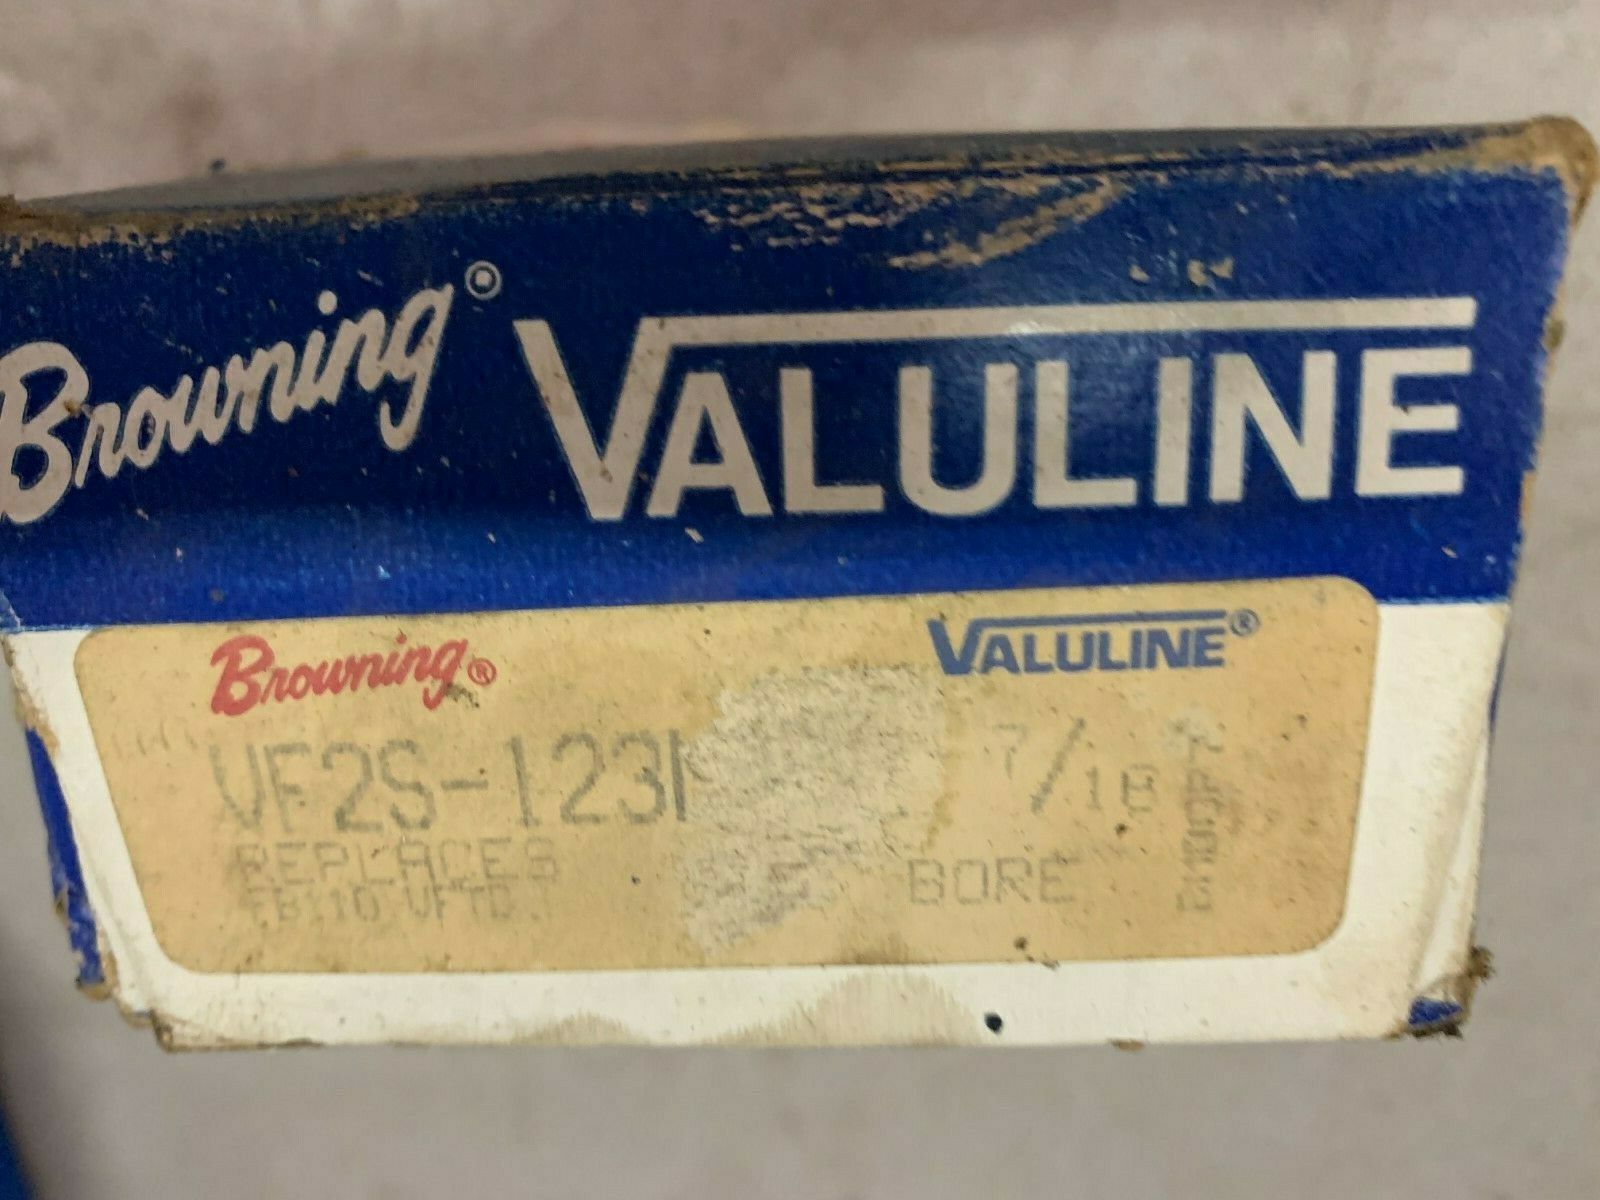 Browning® VALULINE
Browning® VALULINE®
VF2S-123 7/16
REPLACES BORE